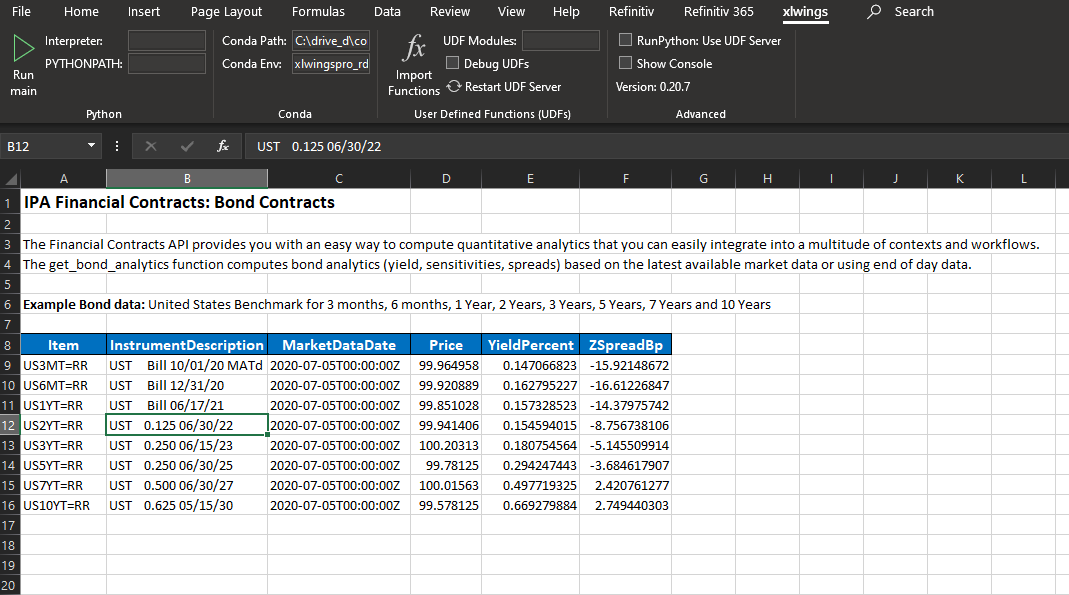 File Home Insert Page Layout Formulas Data Review View Help Refinitiv Refinitiv 365 xlwings Search
Run main
Interpreter:
PYTHONPATH:
Python
Conda Path: C:\drive_d\co
Conda Env: xlwingspro_rd
Conda
fx
Import Functions
UDF Modules:
Debug UDFs
Restart UDF Server
User Defined Functions (UDFs)
RunPython: Use UDF Server
Show Console
Version: 0.20.7
Advanced
B12 fx UST 0.125 06/30/22
A B C D E F G H I J K L
1 IPA Financial Contracts: Bond Contracts
2
3 The Financial Contracts API provides you with an easy way to compute quantitative analytics that you can easily integrate into a multitude of contexts and workflows.
4 The get_bond_analytics function computes bond analytics (yield, sensitivities, spreads) based on the latest available market data or using end of day data.
5
6 Example Bond data: United States Benchmark for 3 months, 6 months, 1 Year, 2 Years, 3 Years, 5 Years, 7 Years and 10 Years
7
8 Item InstrumentDescription MarketDataDate Price YieldPercent ZSpreadBp
9 US3MT=RR UST Bill 10/01/20 MATd 2020-07-05T00:00:00Z 99.964958 0.147066823 -15.92148672
10 US6MT=RR UST Bill 12/31/20 2020-07-05T00:00:00Z 99.920889 0.162795227 -16.61226847
11 US1YT=RR UST Bill 06/17/21 2020-07-05T00:00:00Z 99.851028 0.157328523 -14.37975742
12 US2YT=RR UST 0.125 06/30/22 2020-07-05T00:00:00Z 99.941406 0.154594015 -8.756738106
13 US3YT=RR UST 0.250 06/15/23 2020-07-05T00:00:00Z 100.20313 0.180754564 -5.145509914
14 US5YT=RR UST 0.250 06/30/25 2020-07-05T00:00:00Z 99.78125 0.294247443 -3.684617907
15 US7YT=RR UST 0.500 06/30/27 2020-07-05T00:00:00Z 100.01563 0.497719325 2.420761277
16 US10YT=RR UST 0.625 05/15/30 2020-07-05T00:00:00Z 99.578125 0.669279884 2.749440303
17
18
19
20